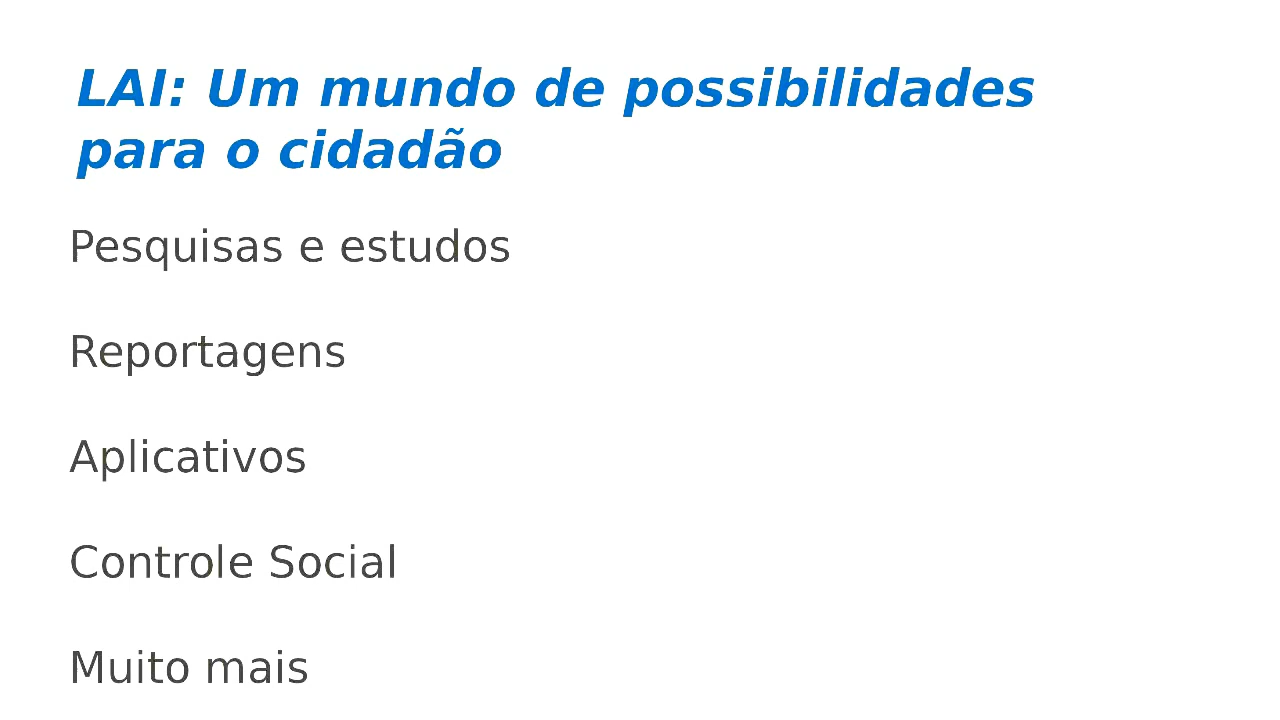 LAI: Um mundo de possibilidades
para o cidadão
Pesquisas e estudos
Reportagens
Aplicativos
Controle Social
Muito mais